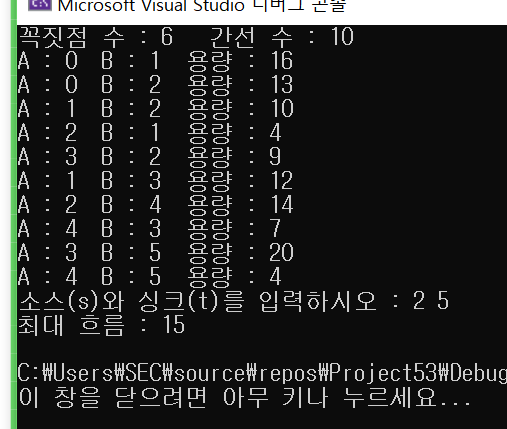 Microsoft Visual Studio 디버그 콘솔
꼭짓점 수 : 6 간선 수 : 10
A : 0 B : 1 용량 : 16
A : 0 B : 2 용량 : 13
A : 1 B : 2 용량 : 10
A : 2 B : 1 용량 : 4
A : 3 B : 2 용량 : 9
A : 1 B : 3 용량 : 12
A : 2 B : 4 용량 : 14
A : 4 B : 3 용량 : 7
A : 3 B : 5 용량 : 20
A : 4 B : 5 용량 : 4
소스(s)와 싱크(t)를 입력하시오 : 2 5
최대 흐름 : 15
C:₩Users₩SEC₩source₩repos₩Project53₩Debug
이 창을 닫으려면 아무 키나 누르세요...